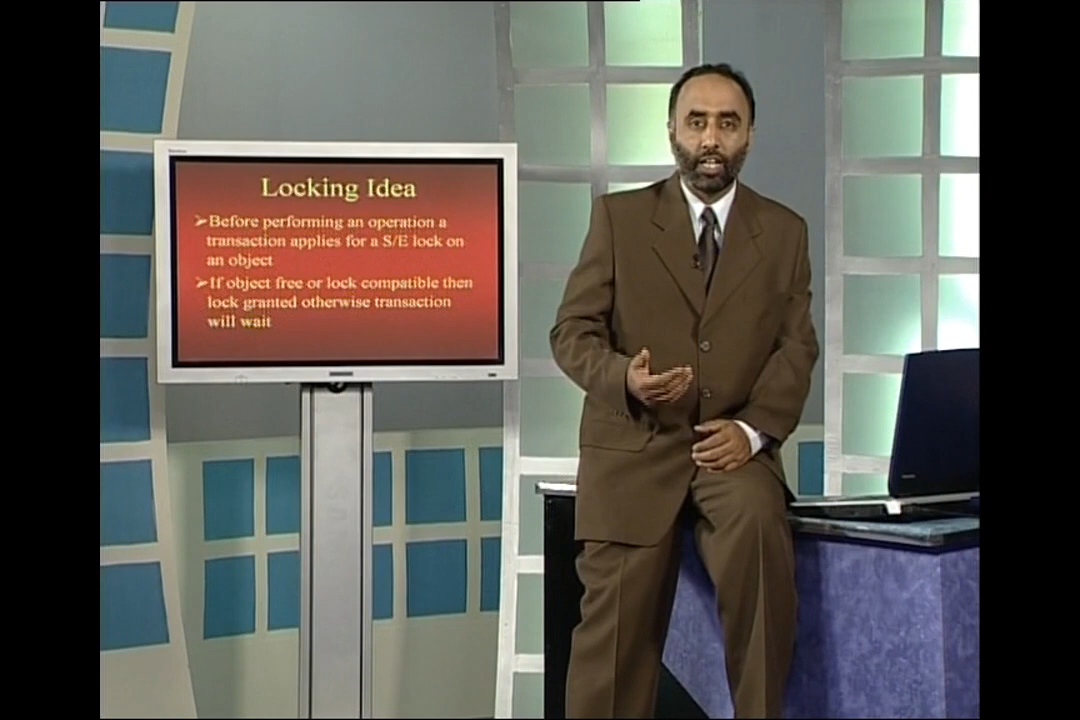 Locking Idea
➢Before performing an operation a
transaction applies for a S/E lock on
an object
➢If object free or lock compatible then
lock granted otherwise transaction
will wait